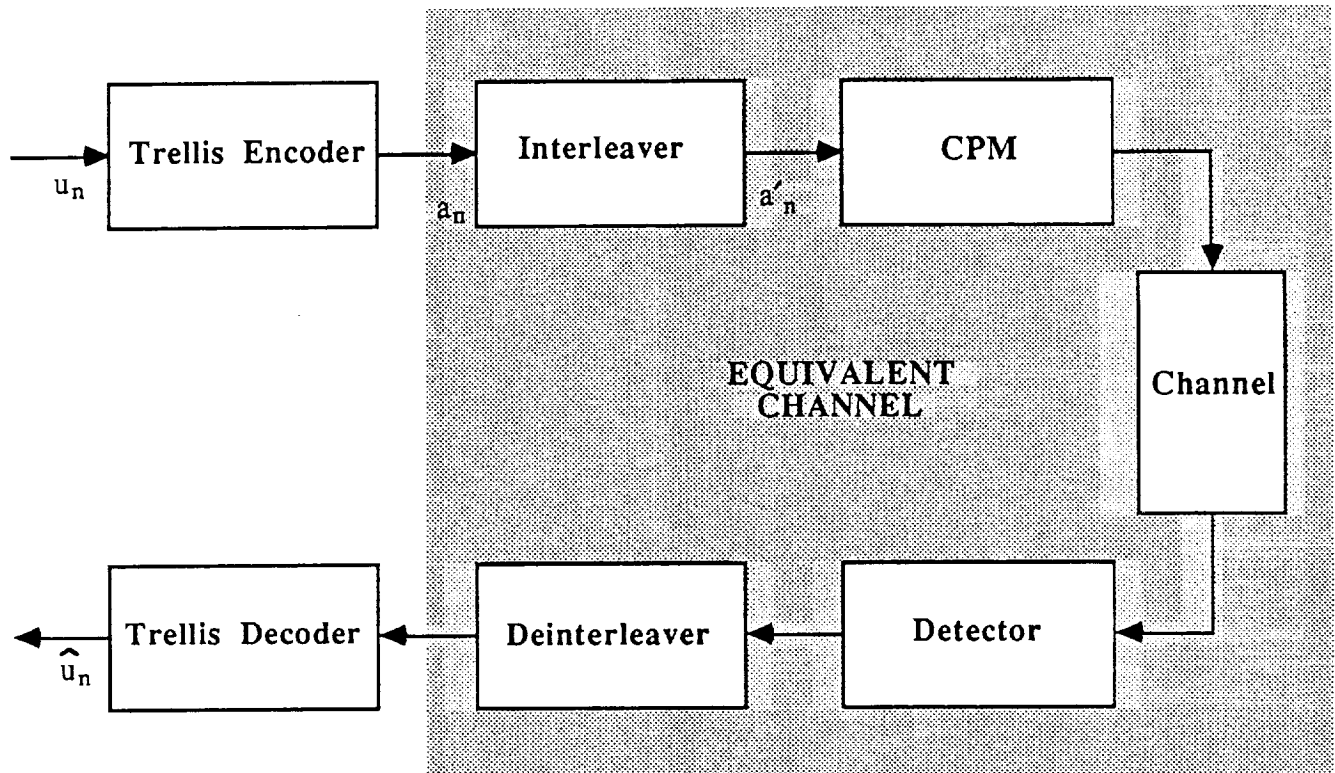 Trellis Encoder
Interleaver
CPM
u_n
a_n
a'_n
Channel
EQUIVALENT
CHANNEL
Trellis Decoder
Deinterleaver
Detector
û_n